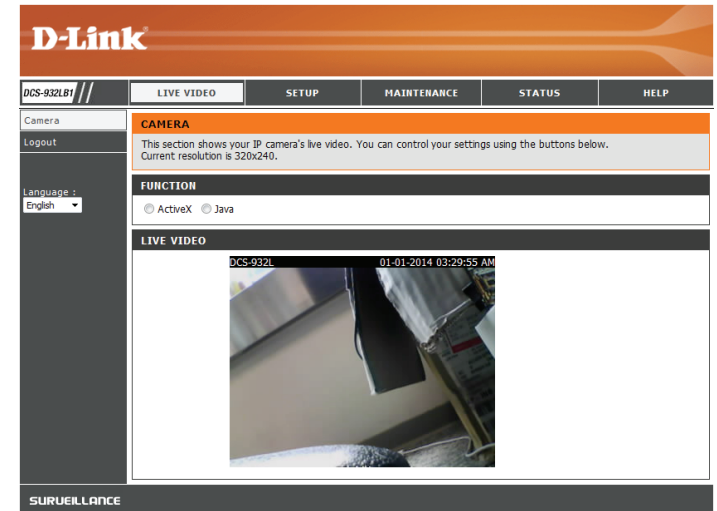 D-Link
DCS-932LB1
LIVE VIDEO
SETUP
MAINTENANCE
STATUS
HELP
Camera
Logout
Language :
English
CAMERA
This section shows your IP camera's live video. You can control your settings using the buttons below.
Current resolution is 320x240.
FUNCTION
ActiveX Java
LIVE VIDEO
DCS-932L 01-01-2014 03:29:55 AM
SURVEILLANCE